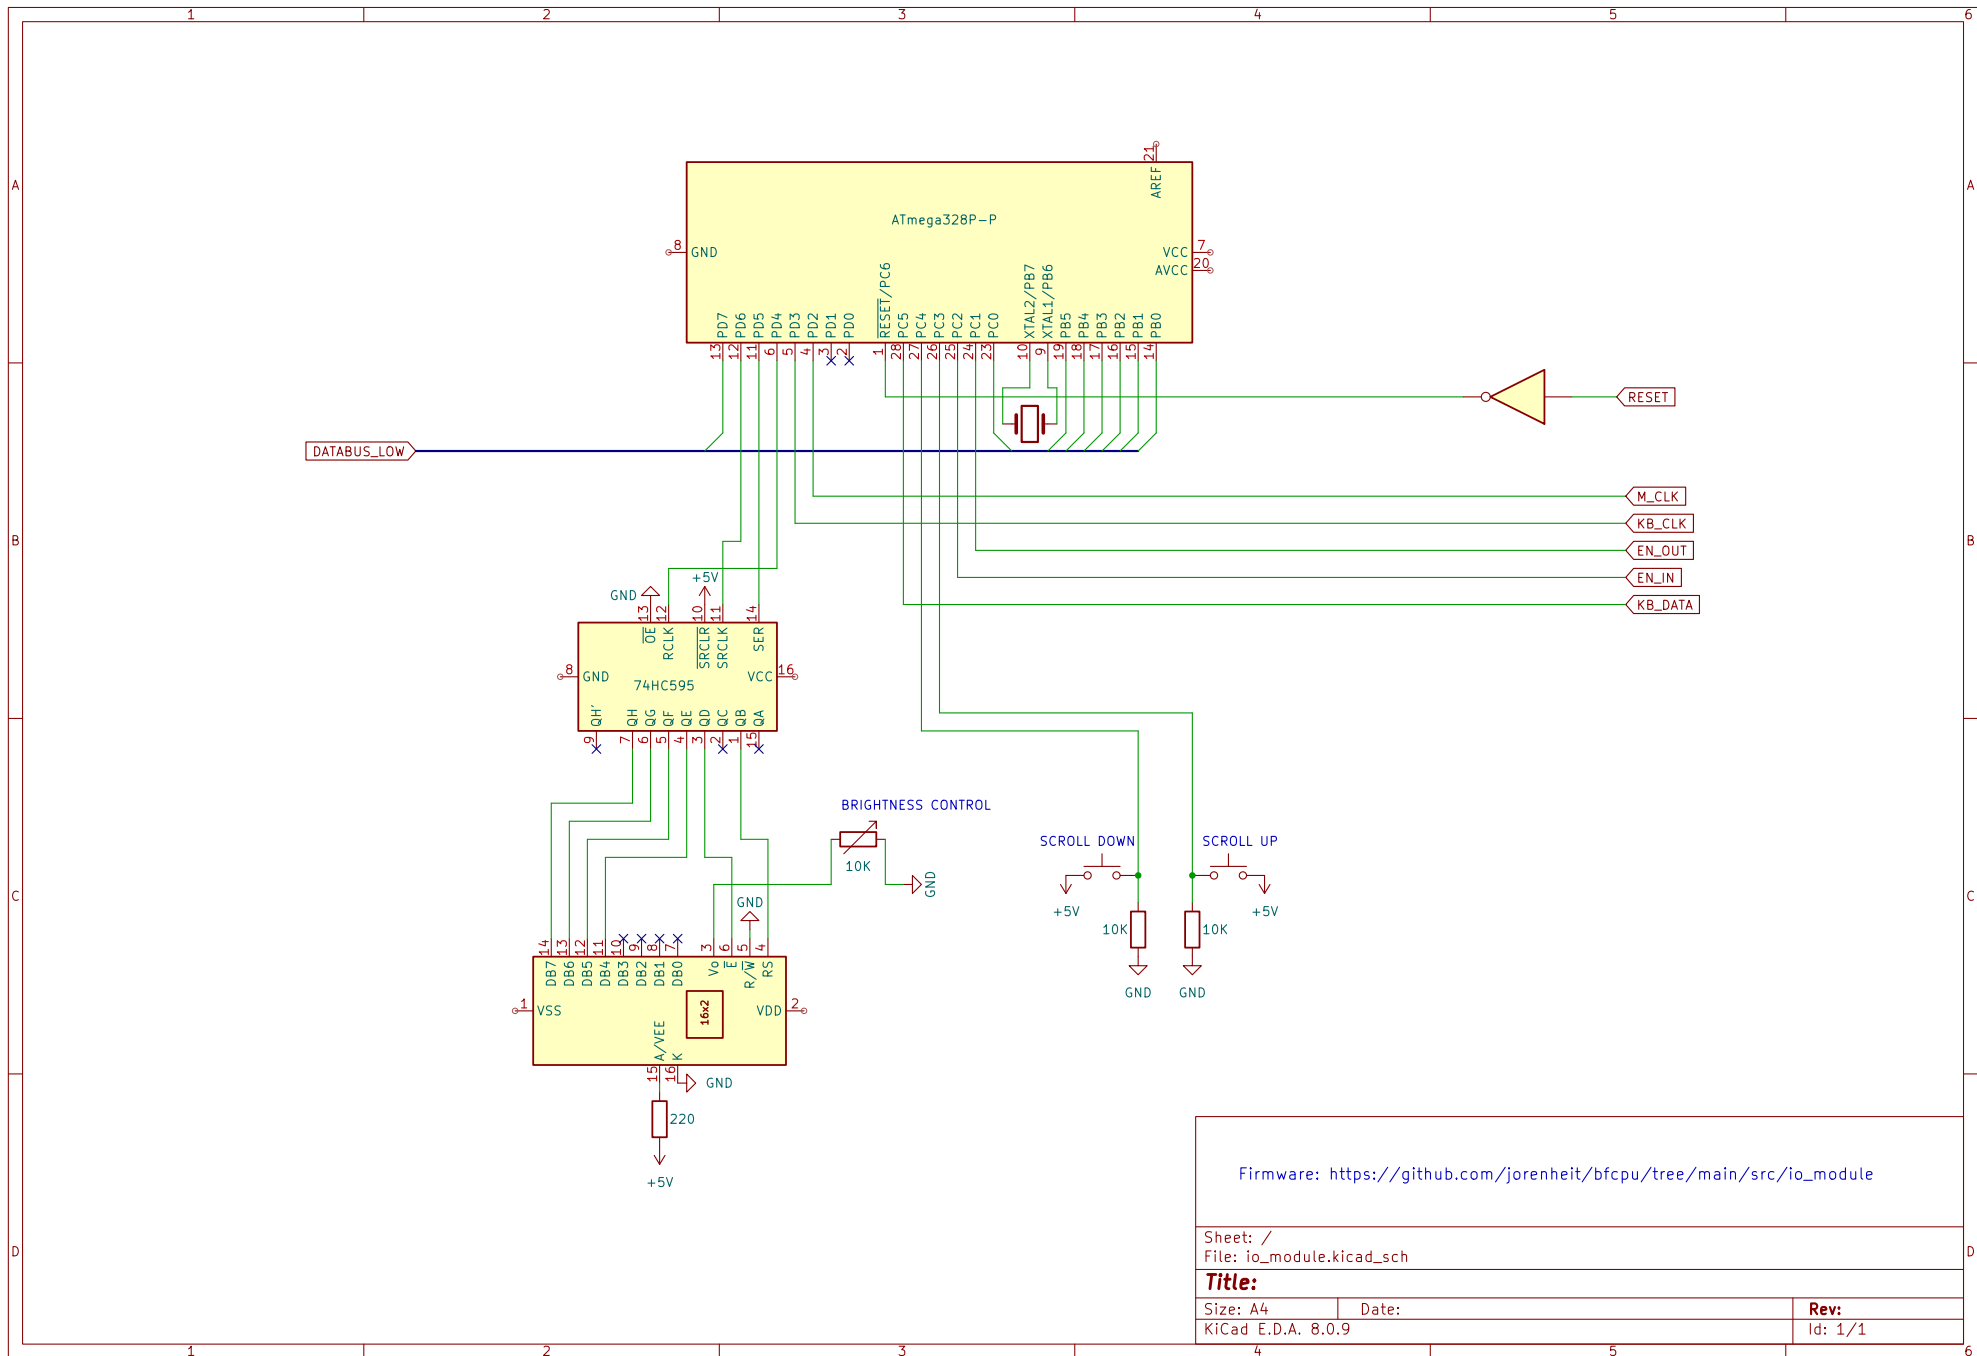 1 2 3 4 5 6
A A
21
AREF
ATmega328P-P
8 GND
VCC 7
AVCC 20
PD7 PD6 PD5 PD4 PD3 PD2 PD1 PD0 RESET/PC6 PC5 PC4 PC3 PC2 PC1 PC0 XTAL2/PB7 XTAL1/PB6 PB5 PB4 PB3 PB2 PB1 PB0
13 12 11 6 5 4 3 2 1 28 27 26 25 24 23 10 9 19 18 17 16 15 14
RESET
DATABUS_LOW
M_CLK
KB_CLK
B B
EN_OUT
EN_IN
KB_DATA
GND +5V
13 12 10 11 14
OE RCLK SRCLR SRCLK SER
8 GND VCC 16
74HC595
QH' QH QG QF QE QD QC QB QA
9 7 6 5 4 3 2 1 15
BRIGHTNESS CONTROL
10K
GND
SCROLL DOWN SCROLL UP
C C
+5V +5V
10K 10K
GND GND
GND
14 13 12 11 10 9 8 7 3 6 5 4
DB7 DB6 DB5 DB4 DB3 DB2 DB1 DB0 Vo E R/W RS
1 VSS 16x2 VDD 2
A/VEE K
15 16 GND
220
+5V
Firmware: https://github.com/jorenheit/bfcpu/tree/main/src/io_module
Sheet: /
File: io_module.kicad_sch
D D
Title:
Size: A4 Date: Rev:
KiCad E.D.A. 8.0.9 Id: 1/1
1 2 3 4 5 6